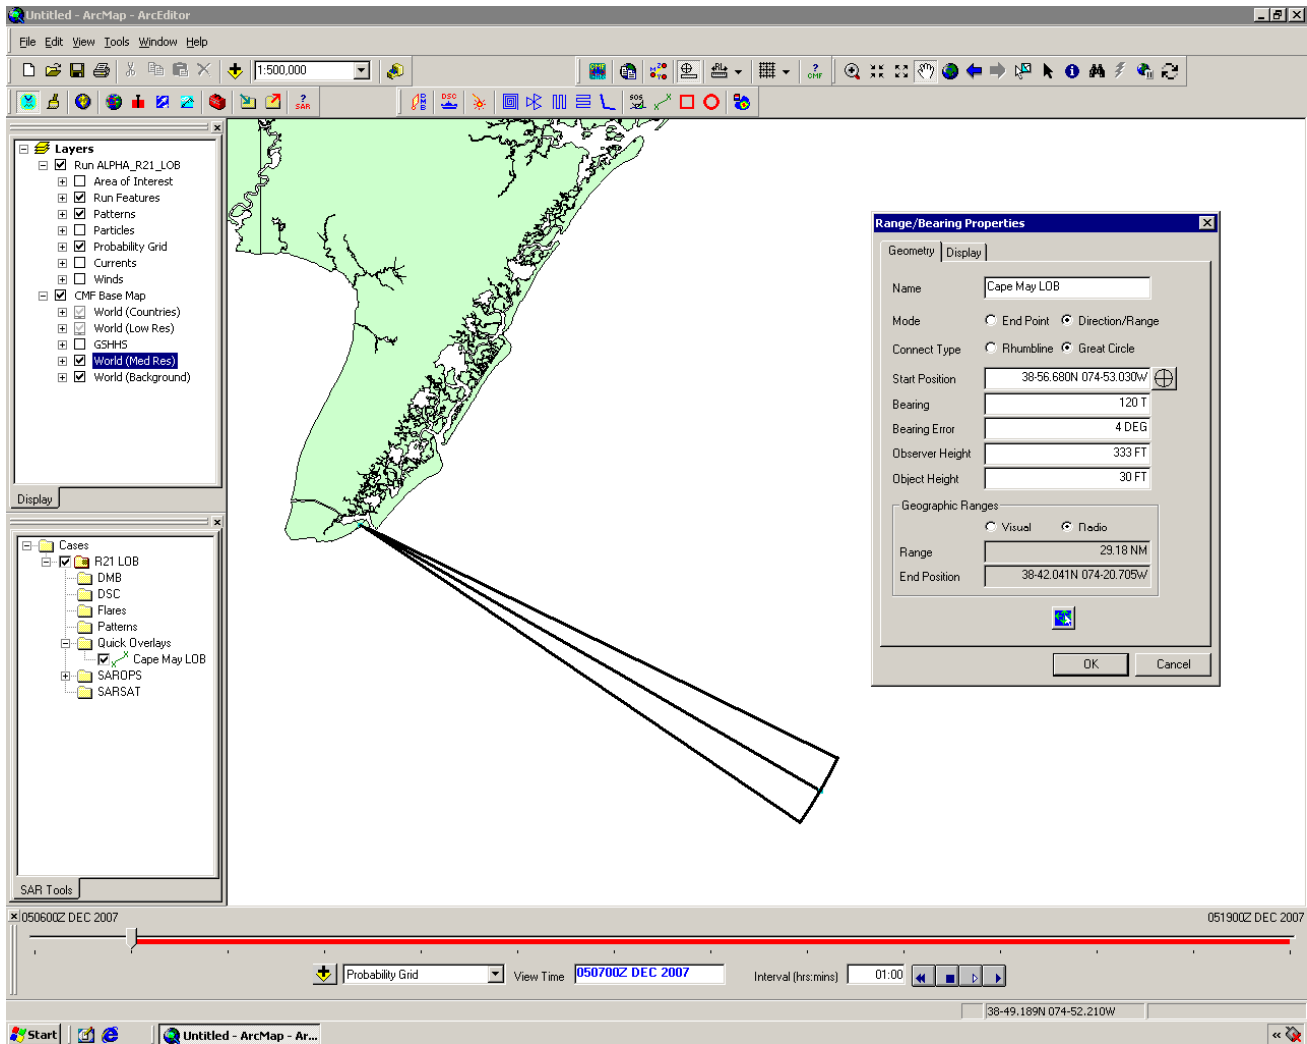 Untitled - ArcMap - ArcEditor
File Edit View Tools Window Help
1:500,000
? CMF
? SAR
DMB
DSC
SOS
Layers
Run ALPHA_R21_LOB
Area of Interest
Run Features
Patterns
Particles
Probability Grid
Currents
Winds
CMF Base Map
World (Countries)
World (Low Res)
GSHHS
World (Med Res)
World (Background)
Display
Cases
R21 LOB
DMB
DSC
Flares
Patterns
Quick Overlays
Cape May LOB
SAROPS
SARSAT
SAR Tools
Range/Bearing Properties
Geometry Display
Name Cape May LOB
Mode End Point Direction/Range
Connect Type Rhumbline Great Circle
Start Position 38-56.680N 074-53.030W
Bearing 120 T
Bearing Error 4 DEG
Observer Height 333 FT
Object Height 30 FT
Geographic Ranges
Visual Radio
Range 29.18 NM
End Position 38-42.041N 074-20.705W
OK Cancel
050600Z DEC 2007 051900Z DEC 2007
Probability Grid View Time 050700Z DEC 2007 Interval (hrs:mins) 01:00
38-49.189N 074-52.210W
Start Untitled - ArcMap - Ar...